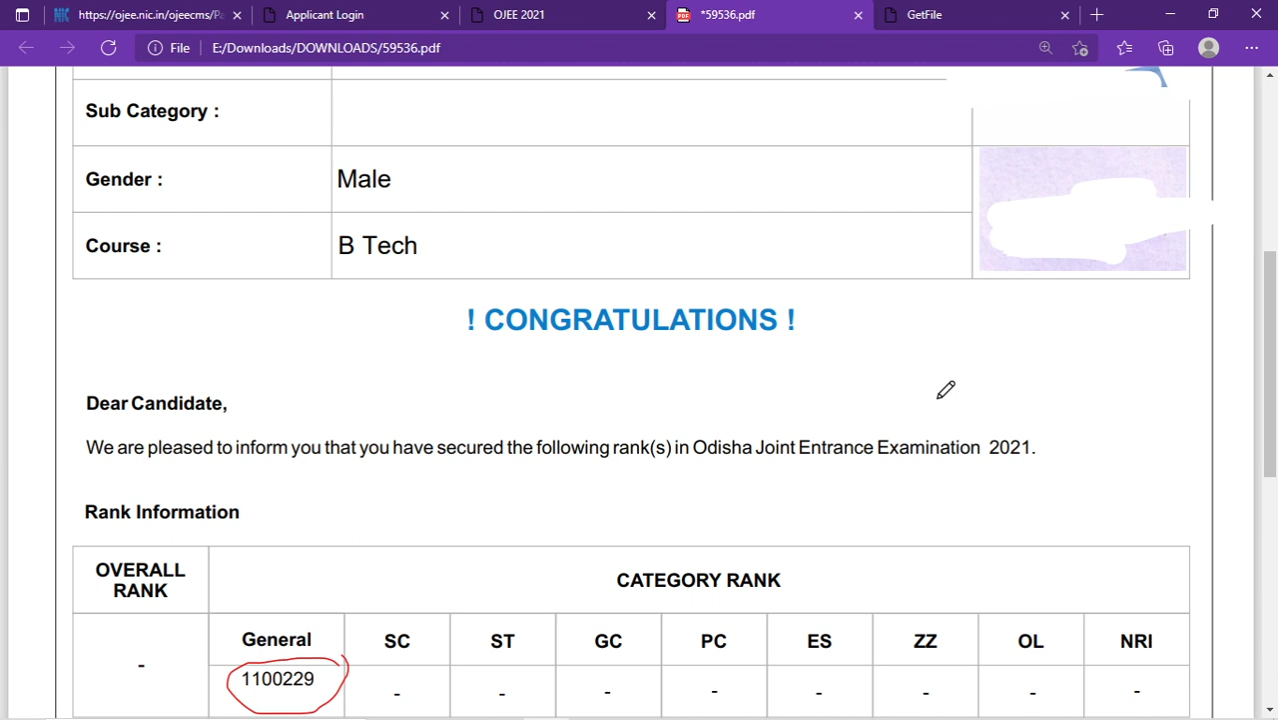 https://ojee.nic.in/ojeecms/Pa
Applicant Login
OJEE 2021
*59536.pdf
GetFile
File
E:/Downloads/DOWNLOADS/59536.pdf
Sub Category :
Gender : Male
Course : B Tech
! CONGRATULATIONS !
Dear Candidate,
We are pleased to inform you that you have secured the following rank(s) in Odisha Joint Entrance Examination 2021.
Rank Information
OVERALL RANK
CATEGORY RANK
General SC ST GC PC ES ZZ OL NRI
- 1100229 - - - - - - - -